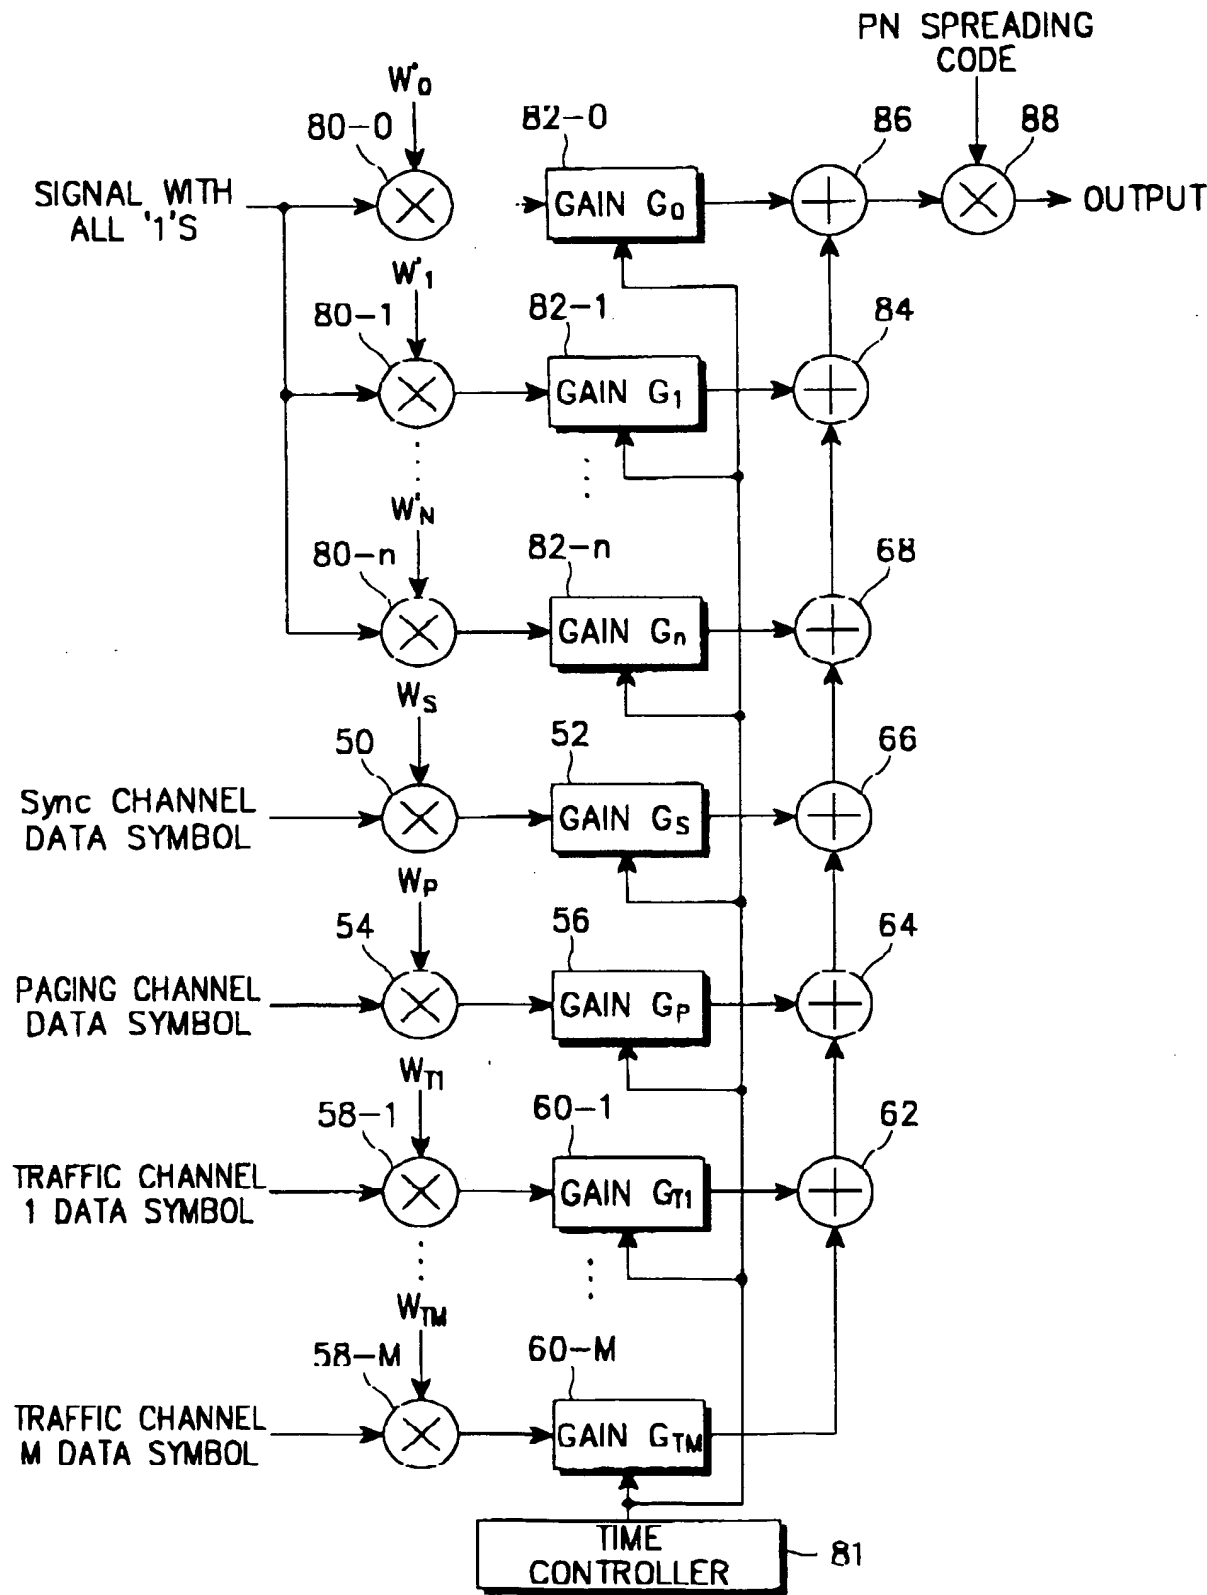 PN SPREADING
CODE
W'0
80-0
82-0
86
88
SIGNAL WITH
ALL '1'S
GAIN G0
OUTPUT
W'1
80-1
82-1
84
GAIN G1
W'N
80-n
82-n
68
GAIN Gn
WS
50
52
66
Sync CHANNEL
DATA SYMBOL
GAIN GS
WP
54
56
64
PAGING CHANNEL
DATA SYMBOL
GAIN GP
WT1
58-1
60-1
62
TRAFFIC CHANNEL
1 DATA SYMBOL
GAIN GT1
WTM
58-M
60-M
TRAFFIC CHANNEL
M DATA SYMBOL
GAIN GTM
TIME
CONTROLLER
81